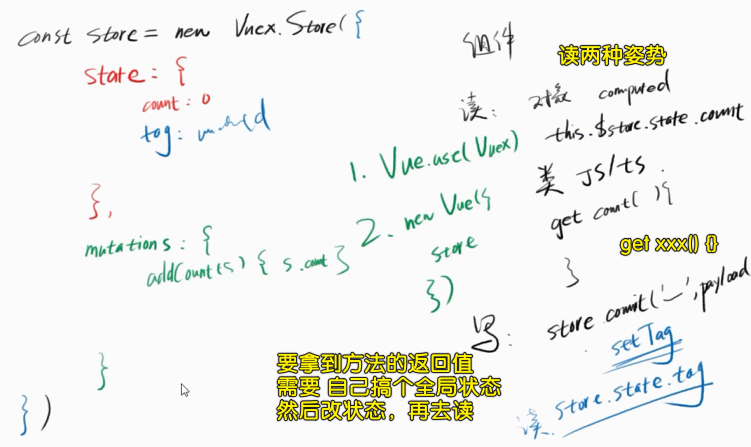 const store = new Vuex.Store({
state: {
count: 0
tag:
},
mutations: {
addCount(s) { s.count }
}
})
1. Vue.use(Vuex)
2. new Vue({
store
})
组件
读两种姿势
读: 对象 computed
this.$store.state.count
类 JS/ts.
get count( ){
get xxx() {}
}
写: store.commit('—',payload
setTag
读. store.state.tag
要拿到方法的返回值
需要 自己搞个全局状态
然后改状态，再去读